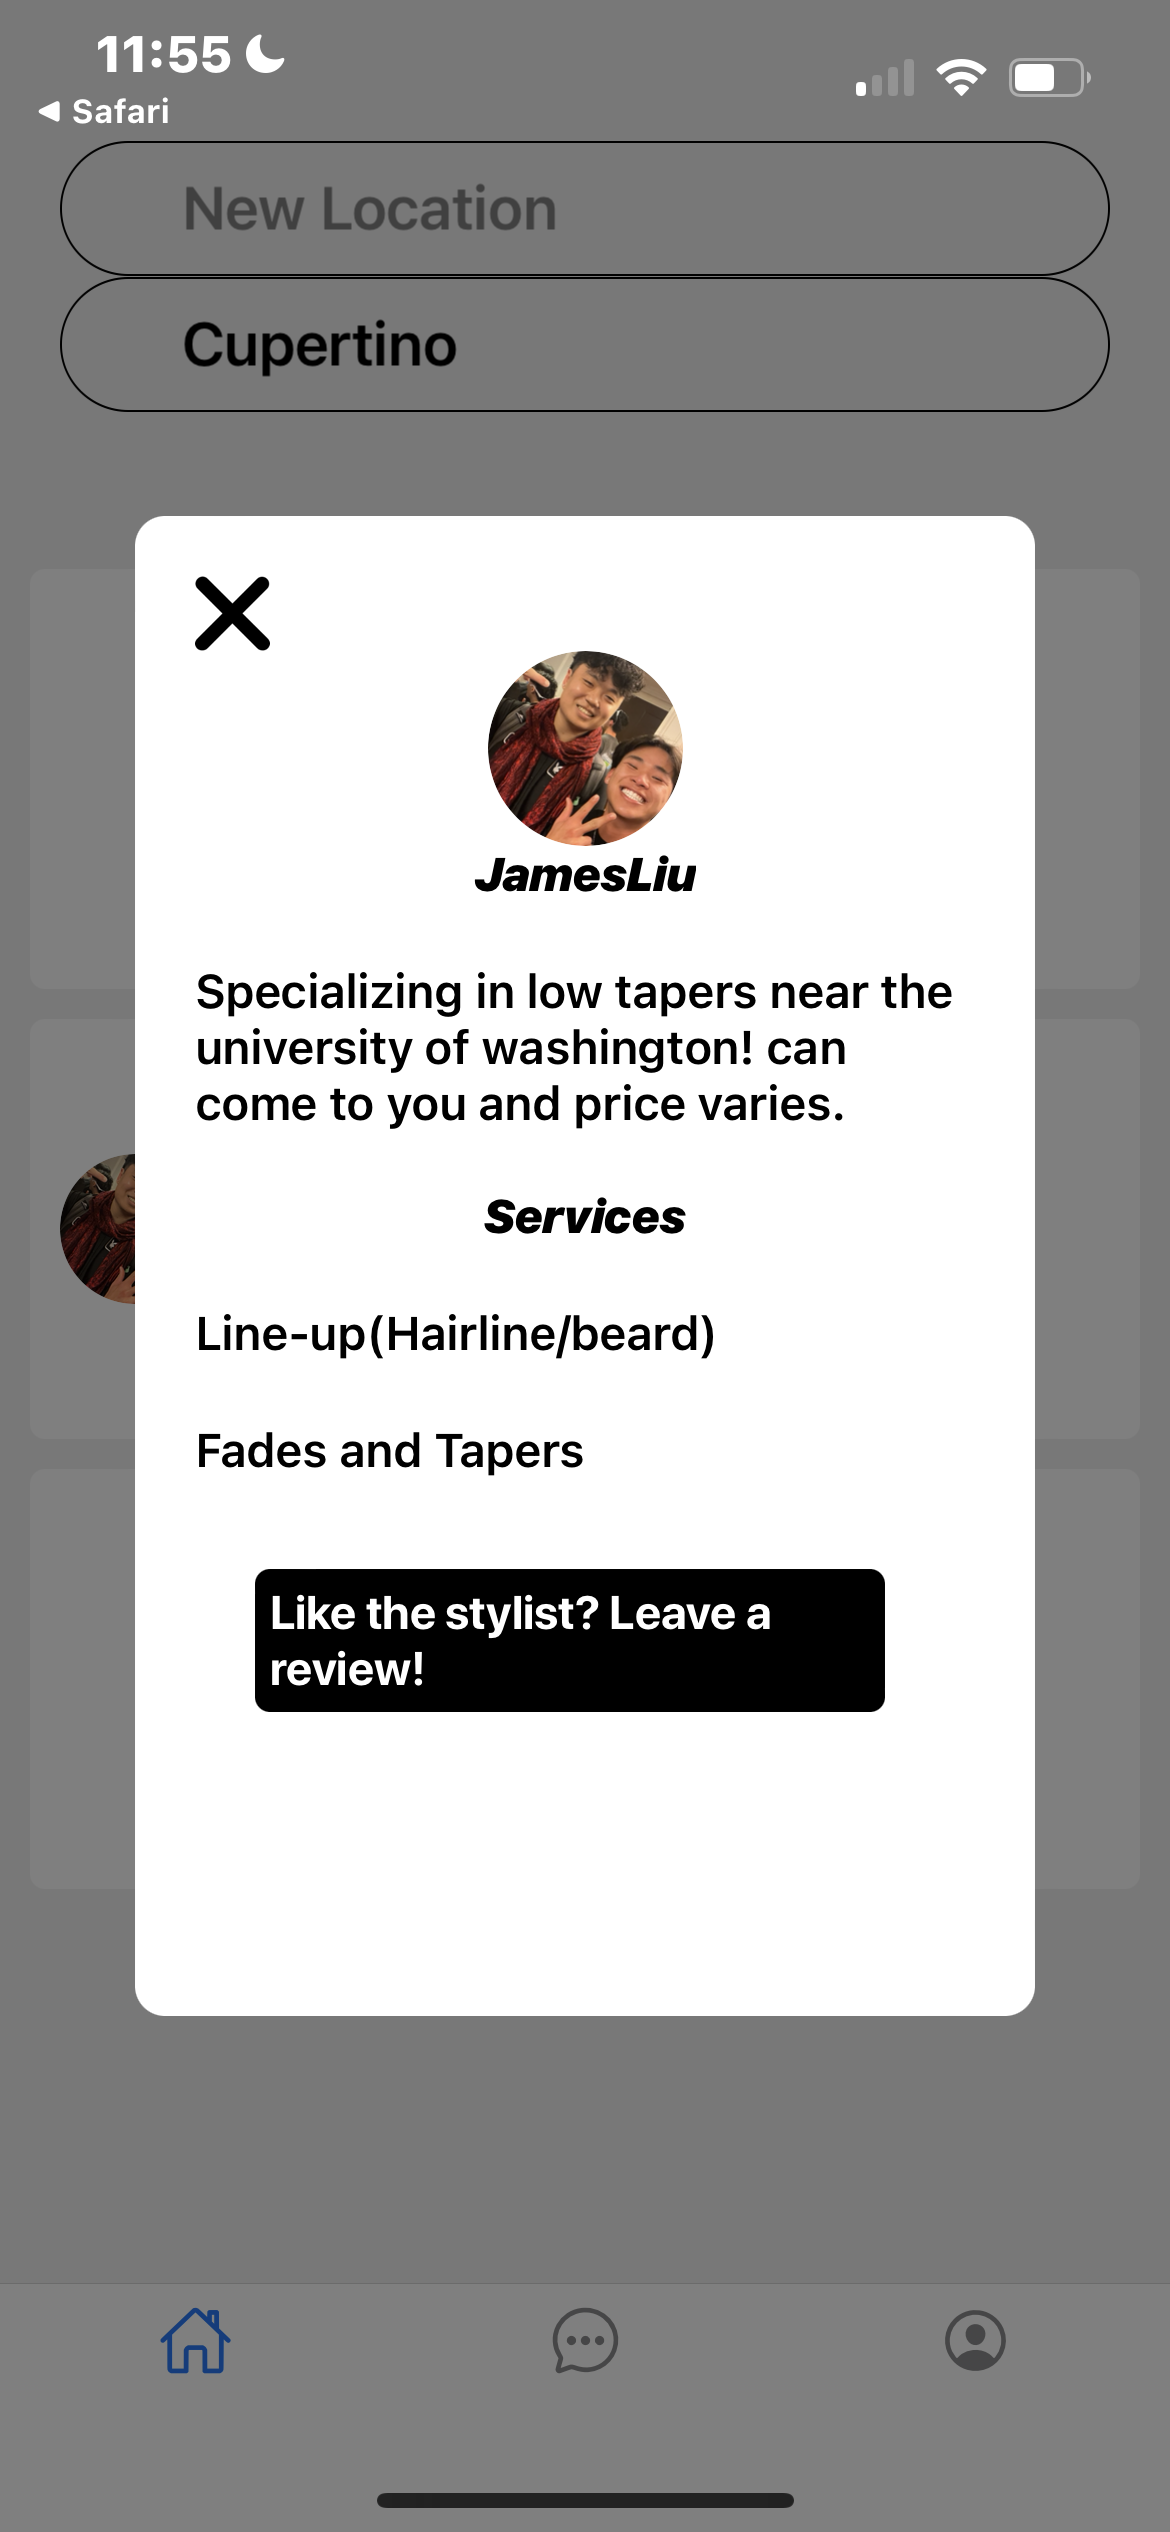 11:55
Safari
New Location
Cupertino
JamesLiu
Specializing in low tapers near the
university of washington! can
come to you and price varies.
Services
Line-up(Hairline/beard)
Fades and Tapers
Like the stylist? Leave a
review!